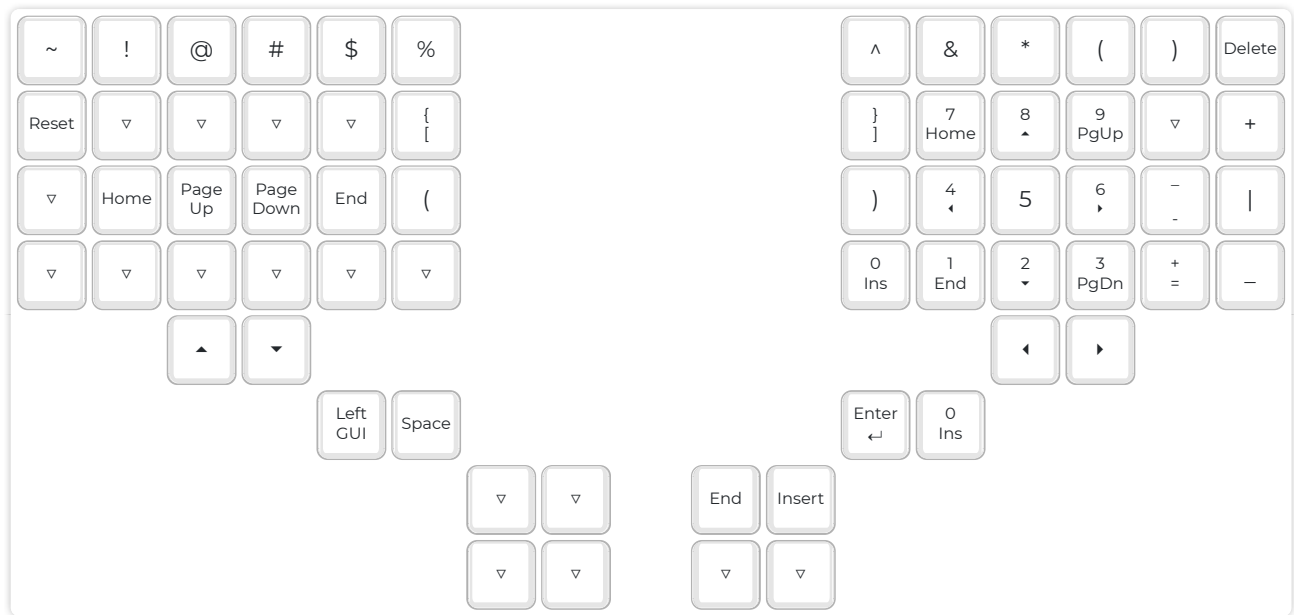 ~ ! @ # $ % ^ & * ( ) Delete
Reset ▽ ▽ ▽ ▽ { [ } ] 7 Home 8 ▲ 9 PgUp ▽ +
▽ Home Page Up Page Down End ( ) 4 ◀ 5 6 ▶ _ - |
▽ ▽ ▽ ▽ ▽ ▽ 0 Ins 1 End 2 ▼ 3 PgDn + = _
▲ ▼ ◀ ▶
Left GUI Space Enter ↵ 0 Ins
▽ ▽ End Insert
▽ ▽ ▽ ▽